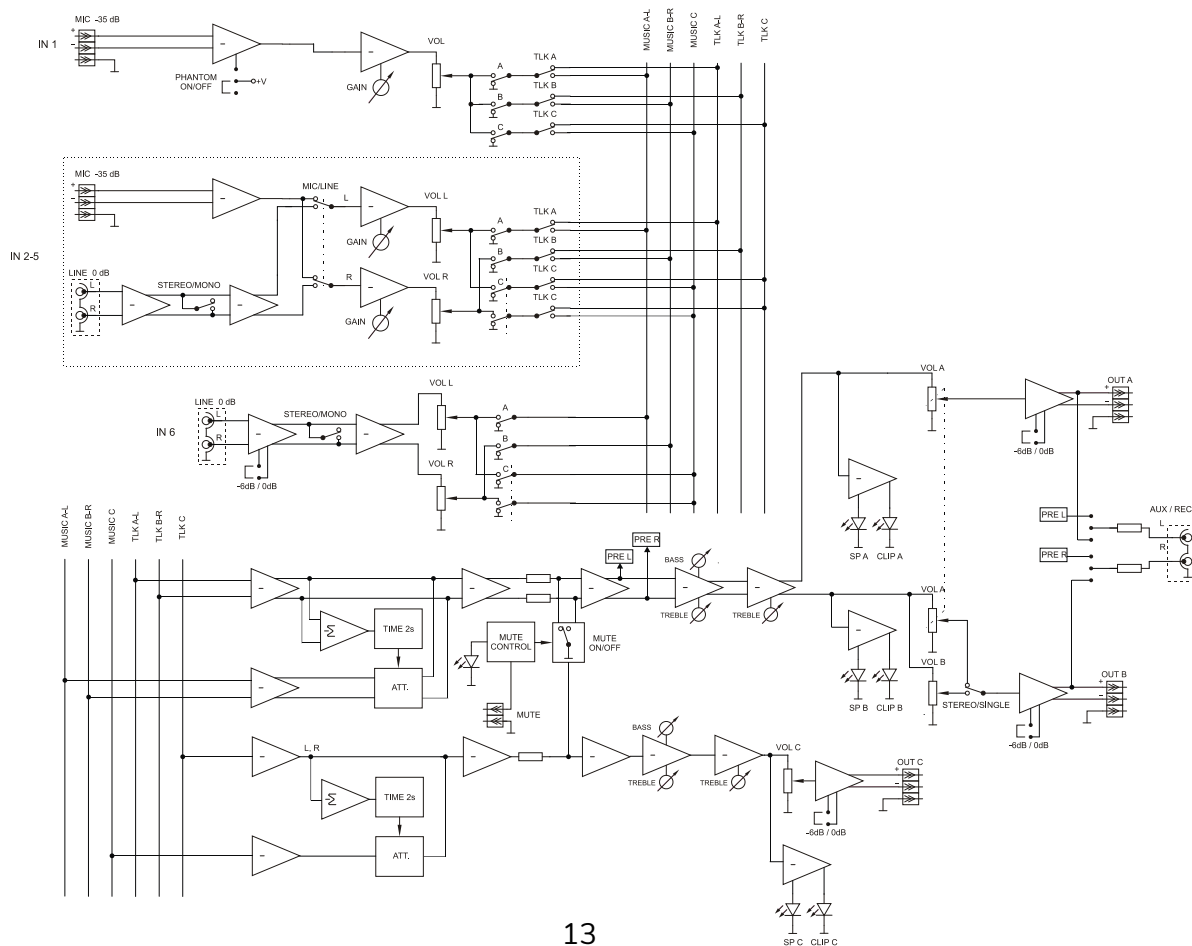 MIC -35 dB
IN 1
+
-
PHANTOM
ON/OFF
+V
GAIN
VOL
A
B
C
TLK A
TLK B
TLK C
MUSIC A-L
MUSIC B-R
MUSIC C
TLK A-L
TLK B-R
TLK C
MIC -35 dB
+
-
IN 2-5
LINE 0 dB
L
R
STEREO/MONO
MIC/LINE
L
R
GAIN
GAIN
VOL L
VOL R
A
B
C
TLK A
TLK B
TLK C
TLK C
IN 6
LINE 0 dB
L
R
STEREO/MONO
-6dB / 0dB
VOL L
VOL R
A
B
C
MUSIC A-L
MUSIC B-R
MUSIC C
TLK A-L
TLK B-R
TLK C
-Σ
TIME 2s
ATT.
MUTE
CONTROL
MUTE
MUTE
ON/OFF
PRE L
PRE R
BASS
TREBLE
TREBLE
VOL A
SP A
CLIP A
-6dB / 0dB
OUT A
+
-
PRE L
PRE R
AUX / REC
L
R
VOL A
SP B
CLIP B
VOL B
STEREO/SINGLE
-6dB / 0dB
OUT B
+
-
L, R
-Σ
TIME 2s
ATT.
BASS
TREBLE
TREBLE
VOL C
-6dB / 0dB
OUT C
+
-
SP C
CLIP C
13